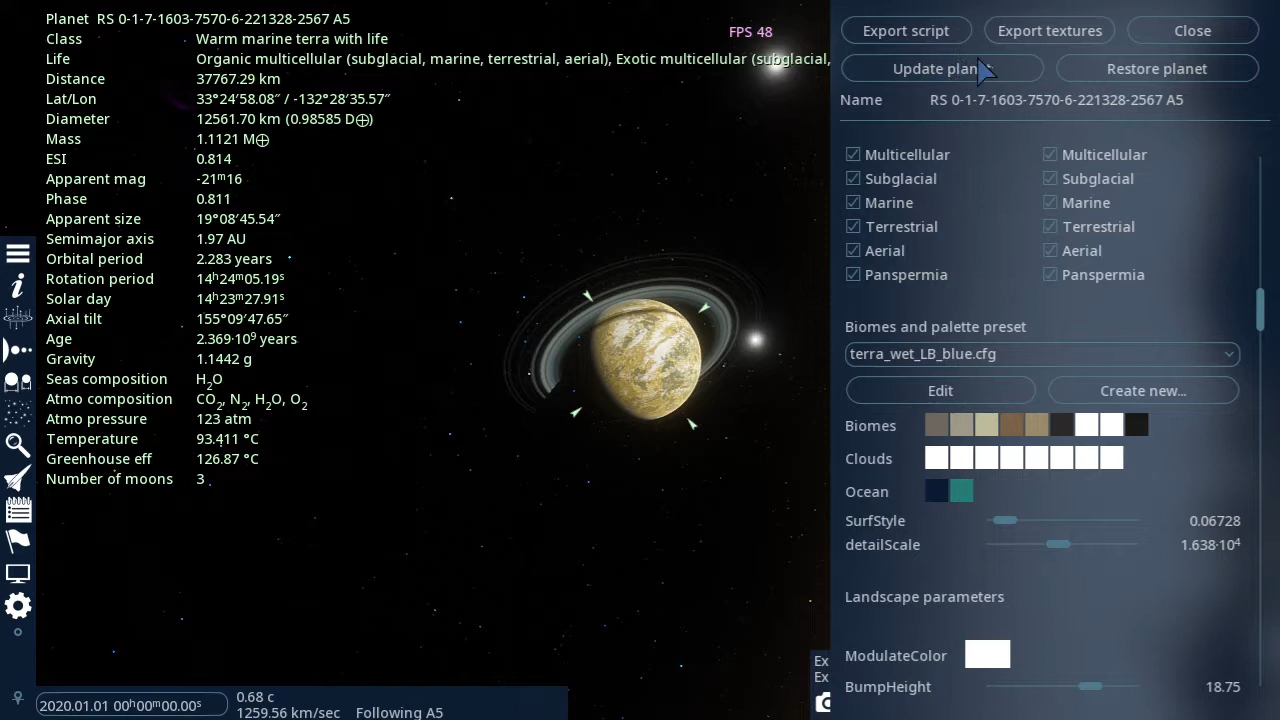 Planet RS 0-1-7-1603-7570-6-221328-2567 A5
Class Warm marine terra with life
Life Organic multicellular (subglacial, marine, terrestrial, aerial), Exotic multicellular (subglacial,
Distance 37767.29 km
Lat/Lon 33°24′58.08″ / -132°28′35.57″
Diameter 12561.70 km (0.98585 D⊕)
Mass 1.1121 M⊕
ESI 0.814
Apparent mag -21ᵐ16
Phase 0.811
Apparent size 19°08′45.54″
Semimajor axis 1.97 AU
Orbital period 2.283 years
Rotation period 14ʰ24ᵐ05.19ˢ
Solar day 14ʰ23ᵐ27.91ˢ
Axial tilt 155°09′47.65″
Age 2.369·10⁹ years
Gravity 1.1442 g
Seas composition H₂O
Atmo composition CO₂, N₂, H₂O, O₂
Atmo pressure 123 atm
Temperature 93.411 °C
Greenhouse eff 126.87 °C
Number of moons 3
FPS 48
2020.01.01 00ʰ00ᵐ00.00ˢ
0.68 c
1259.56 km/sec Following A5
Ex
Ex
Export script Export textures Close
Update plan Restore planet
Name RS 0-1-7-1603-7570-6-221328-2567 A5
Multicellular Multicellular
Subglacial Subglacial
Marine Marine
Terrestrial Terrestrial
Aerial Aerial
Panspermia Panspermia
Biomes and palette preset
terra_wet_LB_blue.cfg
Edit Create new...
Biomes
Clouds
Ocean
SurfStyle 0.06728
detailScale 1.638·10⁴
Landscape parameters
ModulateColor
BumpHeight 18.75